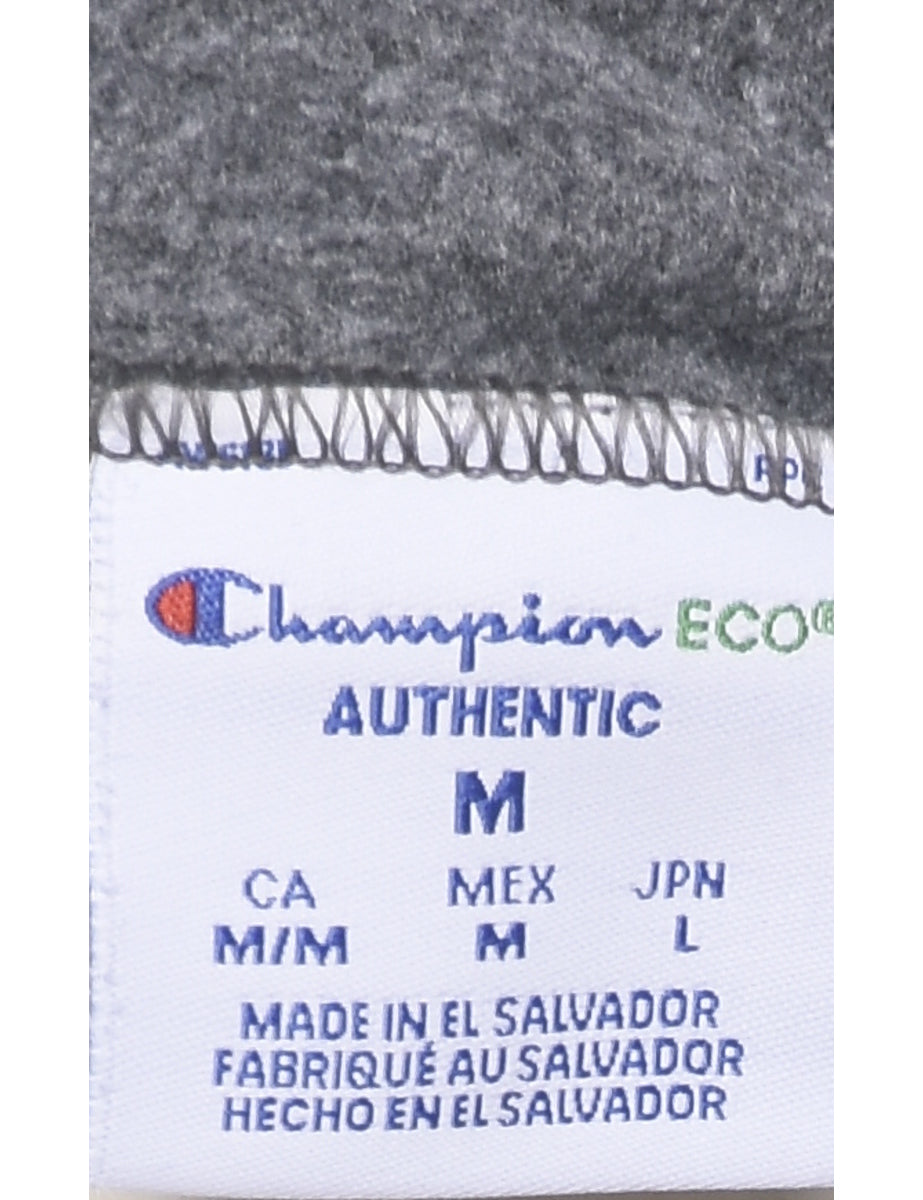 Champion ECO®
AUTHENTIC
M
CA MEX JPN
M/M M L
MADE IN EL SALVADOR
FABRIQUÉ AU SALVADOR
HECHO EN EL SALVADOR